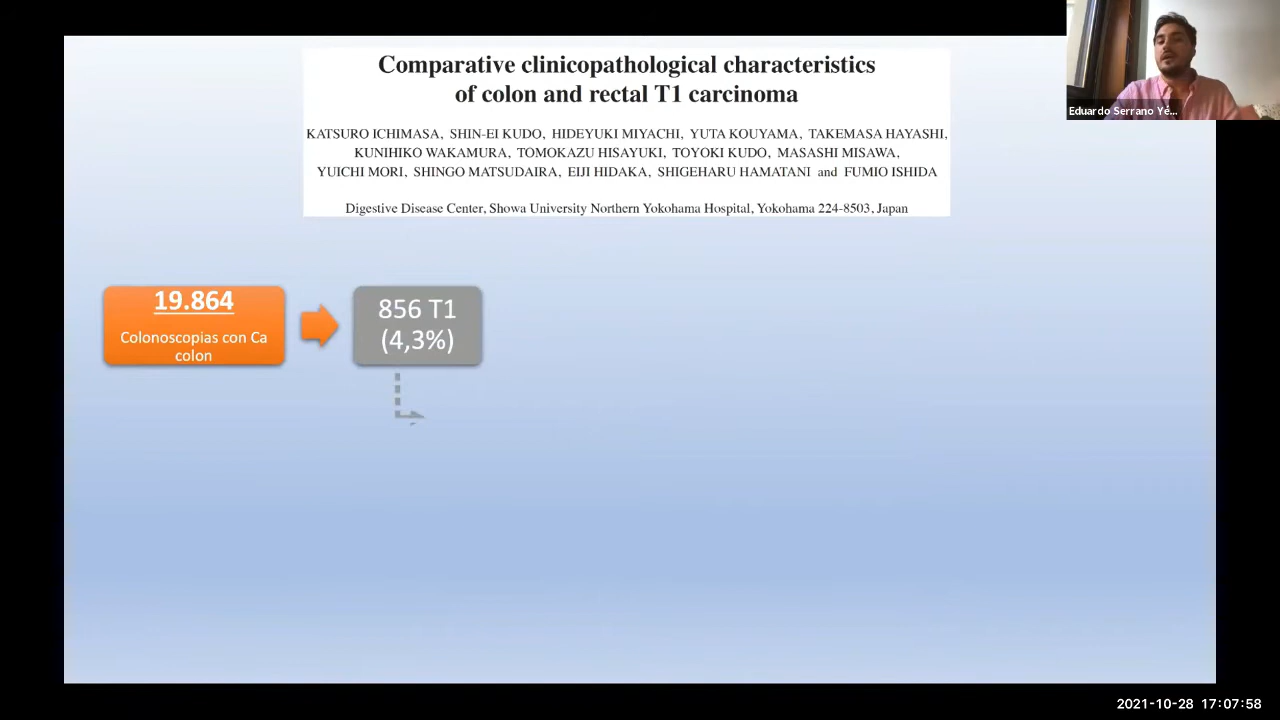 Comparative clinicopathological characteristics
of colon and rectal T1 carcinoma
KATSURO ICHIMASA, SHIN-EI KUDO, HIDEYUKI MIYACHI, YUTA KOUYAMA, TAKEMASA HAYASHI,
KUNIHIKO WAKAMURA, TOMOKAZU HISAYUKI, TOYOKI KUDO, MASASHI MISAWA,
YUICHI MORI, SHINGO MATSUDAIRA, EIJI HIDAKA, SHIGEHARU HAMATANI and FUMIO ISHIDA
Digestive Disease Center, Showa University Northern Yokohama Hospital, Yokohama 224-8503, Japan
Eduardo Serrano Yé...
19.864
Colonoscopias con Ca
colon
856 T1
(4,3%)
2021-10-28 17:07:58